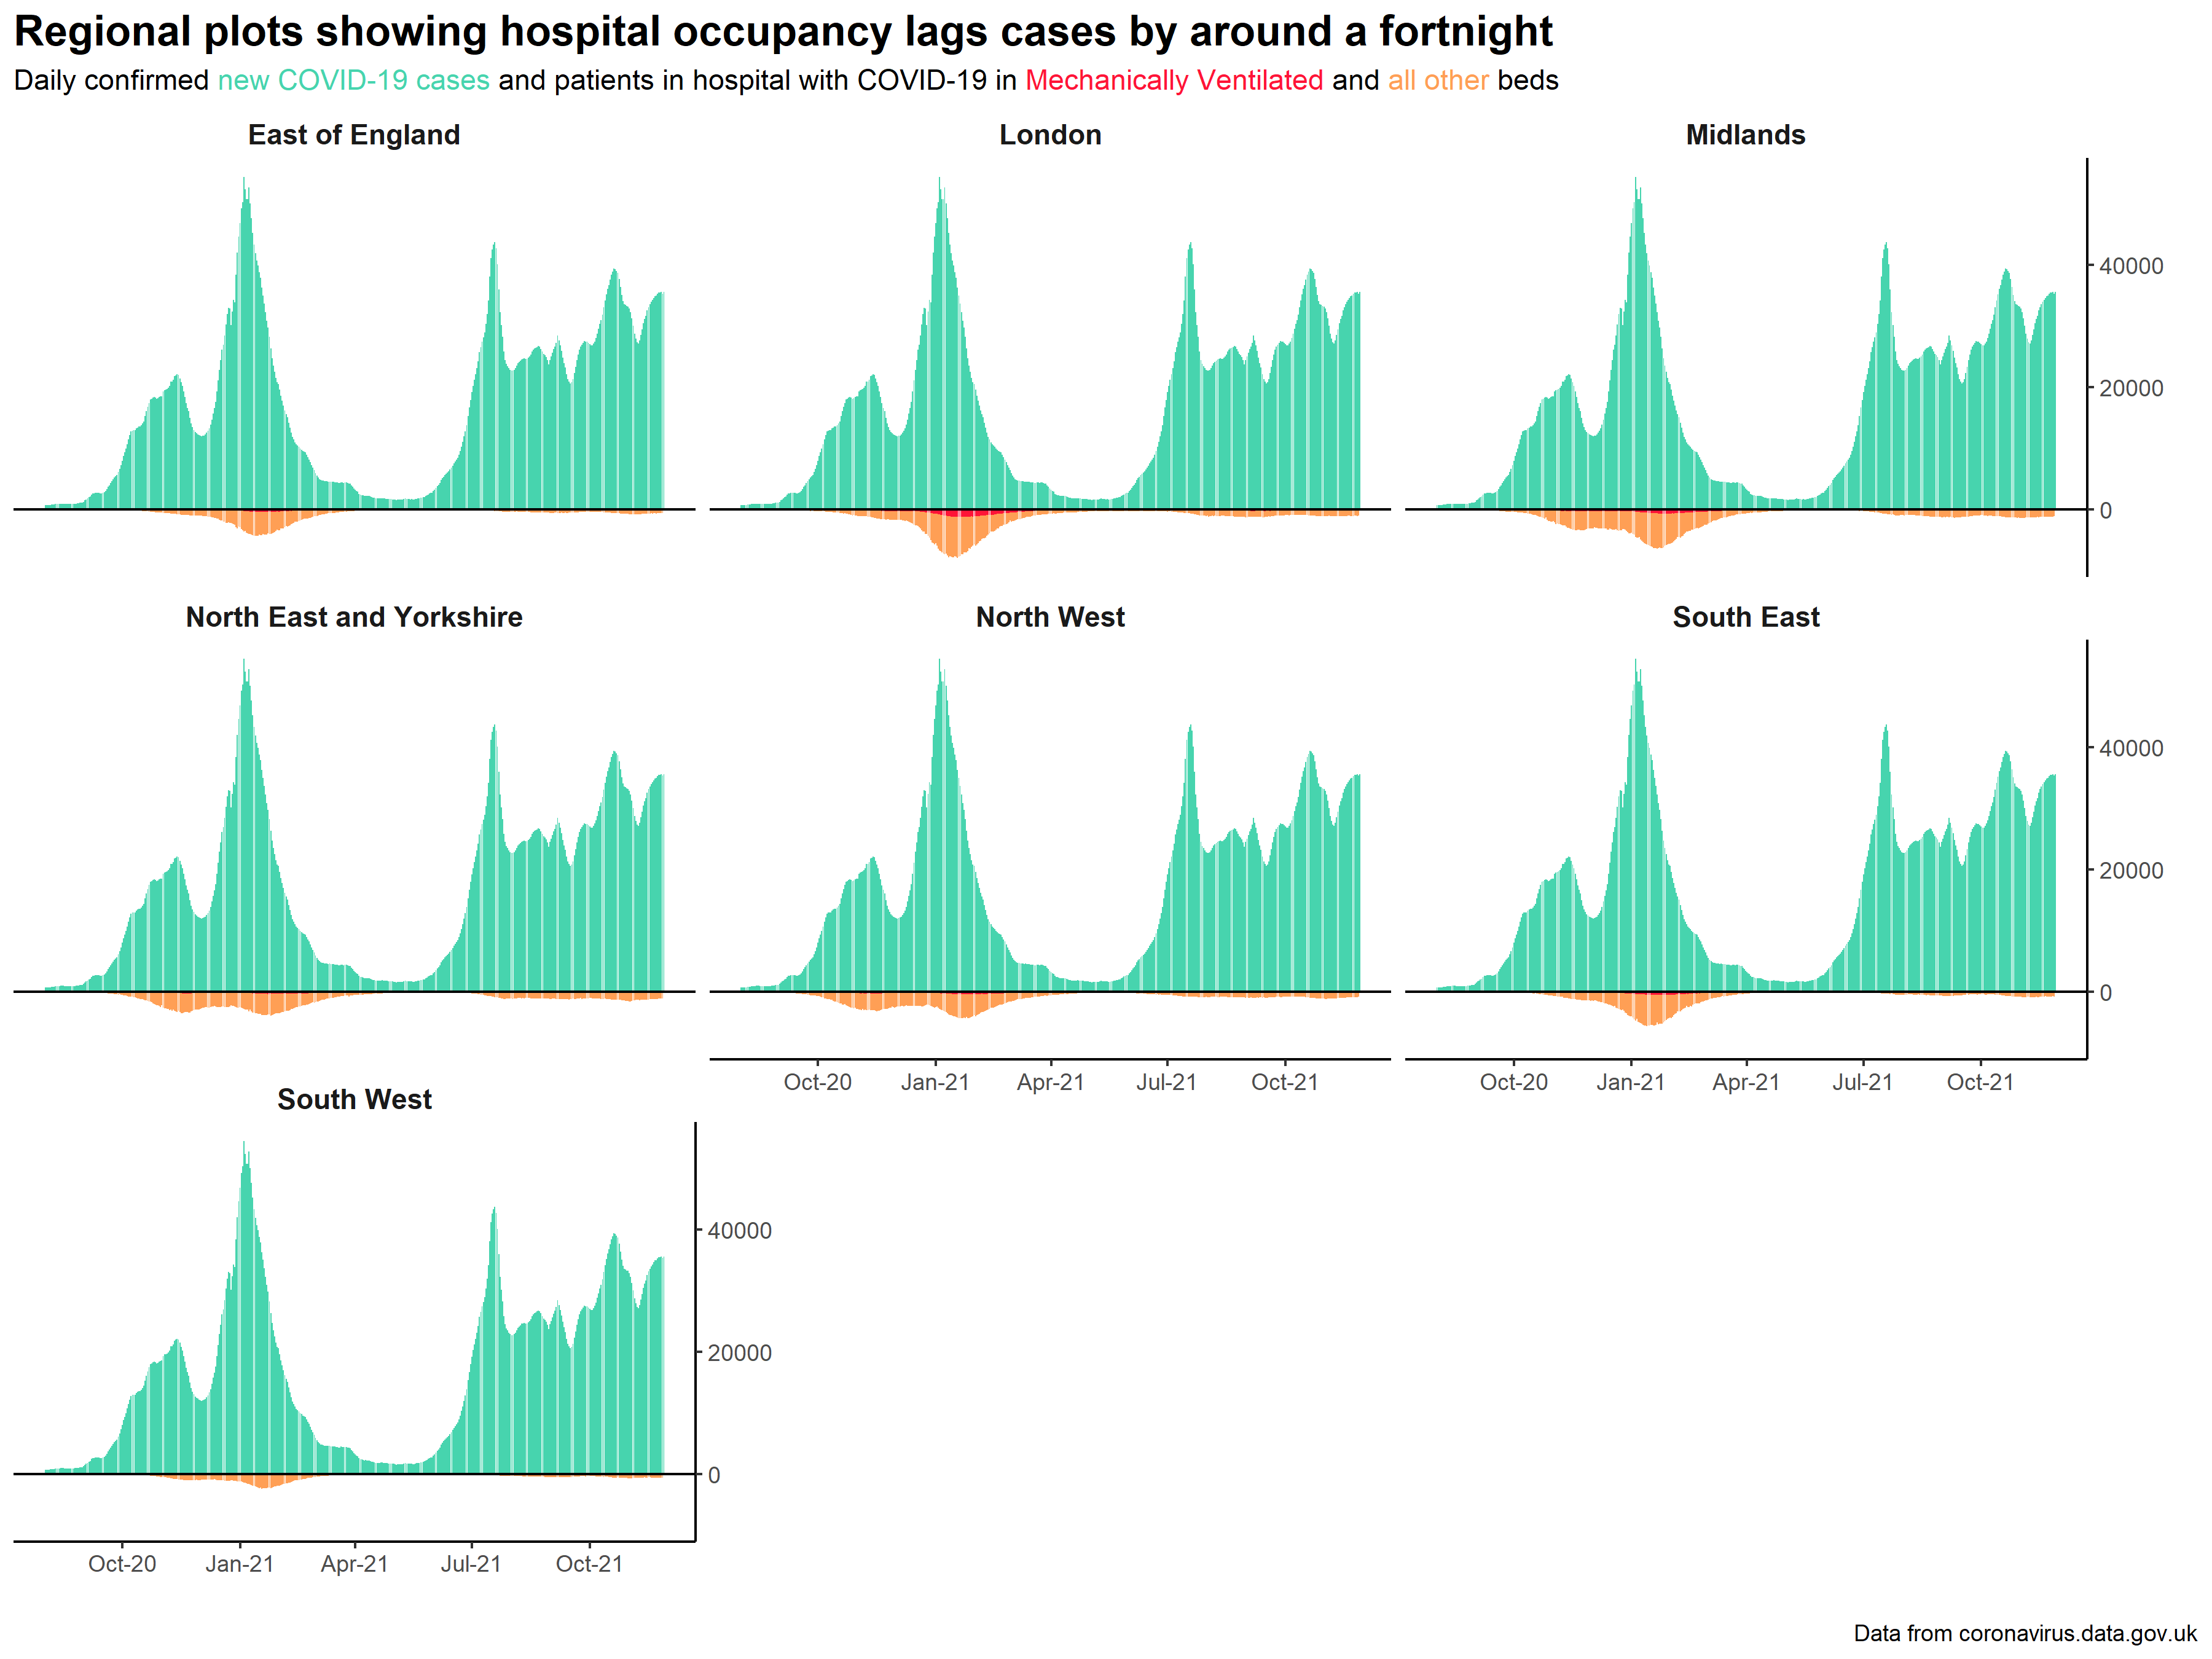 Regional plots showing hospital occupancy lags cases by around a fortnight
Daily confirmed new COVID-19 cases and patients in hospital with COVID-19 in Mechanically Ventilated and all other beds
East of England
London
Midlands
40000
20000
0
North East and Yorkshire
North West
South East
40000
20000
0
Oct-20 Jan-21 Apr-21 Jul-21 Oct-21
Oct-20 Jan-21 Apr-21 Jul-21 Oct-21
South West
40000
20000
0
Oct-20 Jan-21 Apr-21 Jul-21 Oct-21
Data from coronavirus.data.gov.uk